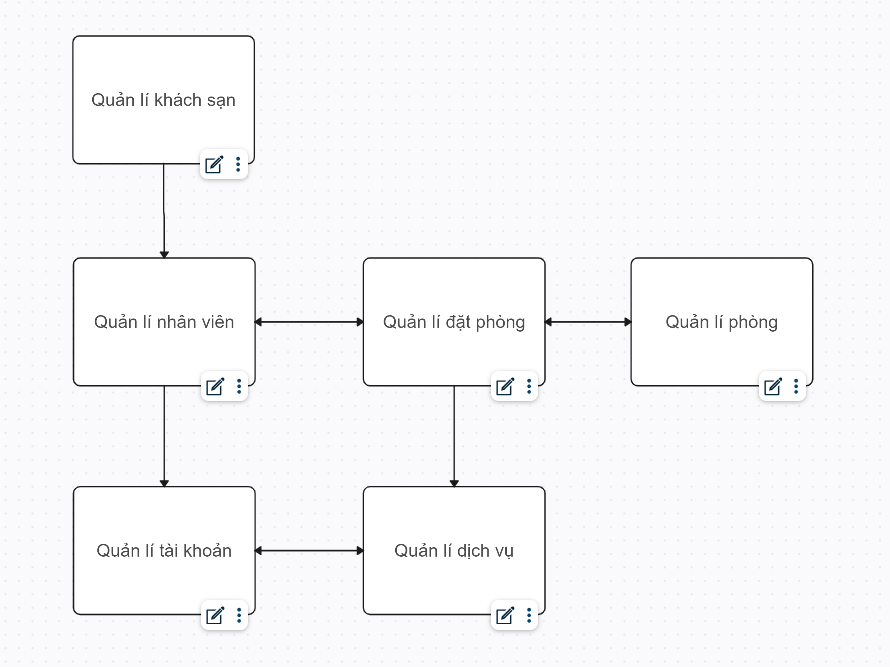 Quản lí khách sạn
Quản lí nhân viên
Quản lí đặt phòng
Quản lí phòng
Quản lí tài khoản
Quản lí dịch vụ